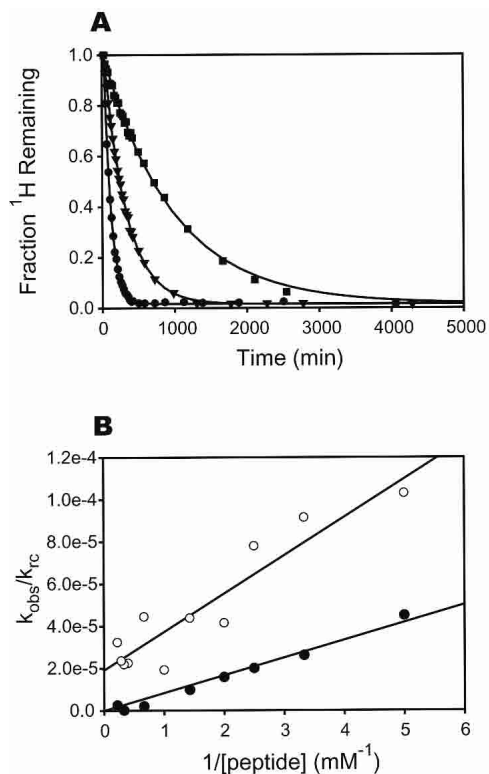 A
Fraction ¹H Remaining
1.0
0.8
0.6
0.4
0.2
0.0
0 1000 2000 3000 4000 5000
Time (min)
B
k_obs/k_rc
1.2e-4
1.0e-4
8.0e-5
6.0e-5
4.0e-5
2.0e-5
0.0
0 1 2 3 4 5 6
1/[peptide] (mM⁻¹)